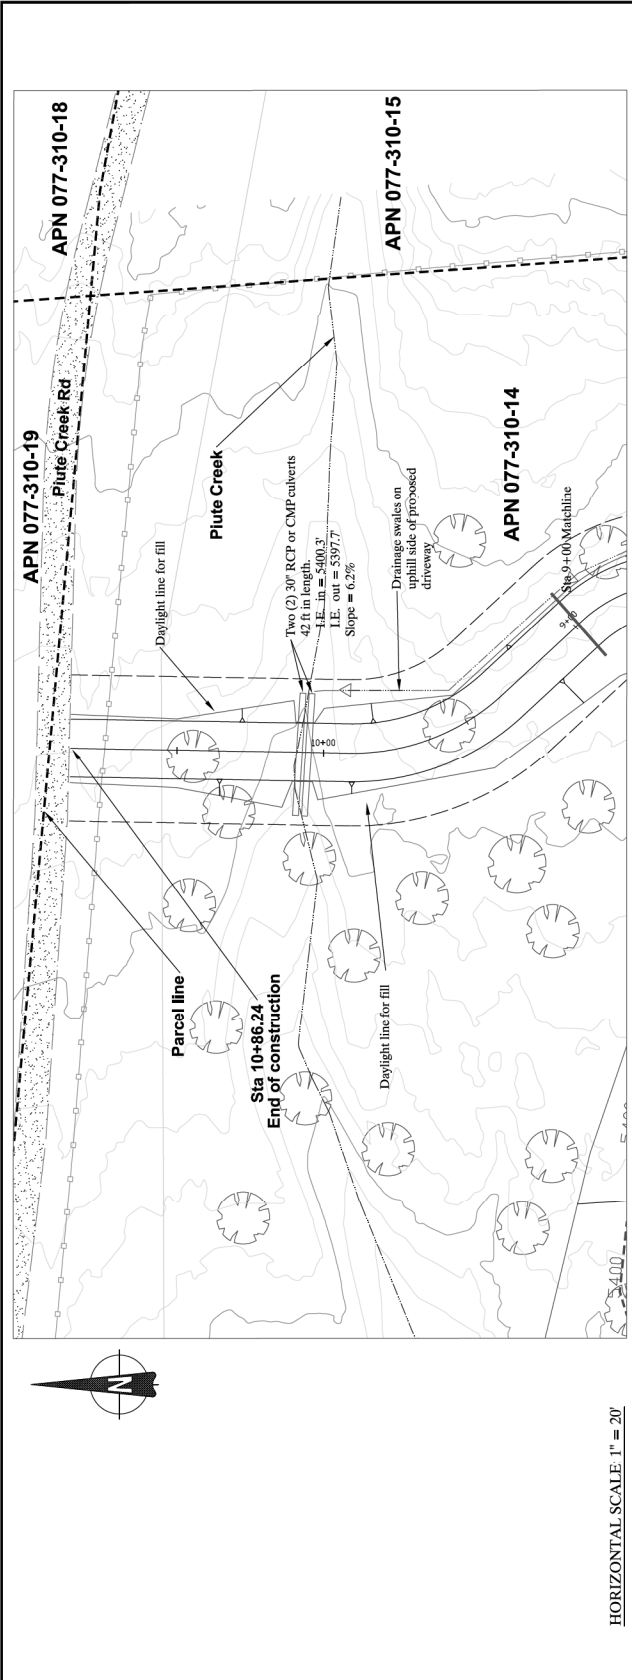 APN 077-310-18
APN 077-310-15
APN 077-310-19
Piute Creek Rd
Piute Creek
APN 077-310-14
Daylight line for fill
Two (2) 30" RCP or CMP culverts
42 ft in length.
I.E. in = 5400.3'
I.E. out = 5397.7'
Slope = 6.2%
Drainage swales on
uphill side of proposed
driveway
Sta 9+00 Matchline
9+00
10+00
Parcel line
Sta 10+86.24
End of construction
Daylight line for fill
5400
N
HORIZONTAL SCALE: 1" = 20'